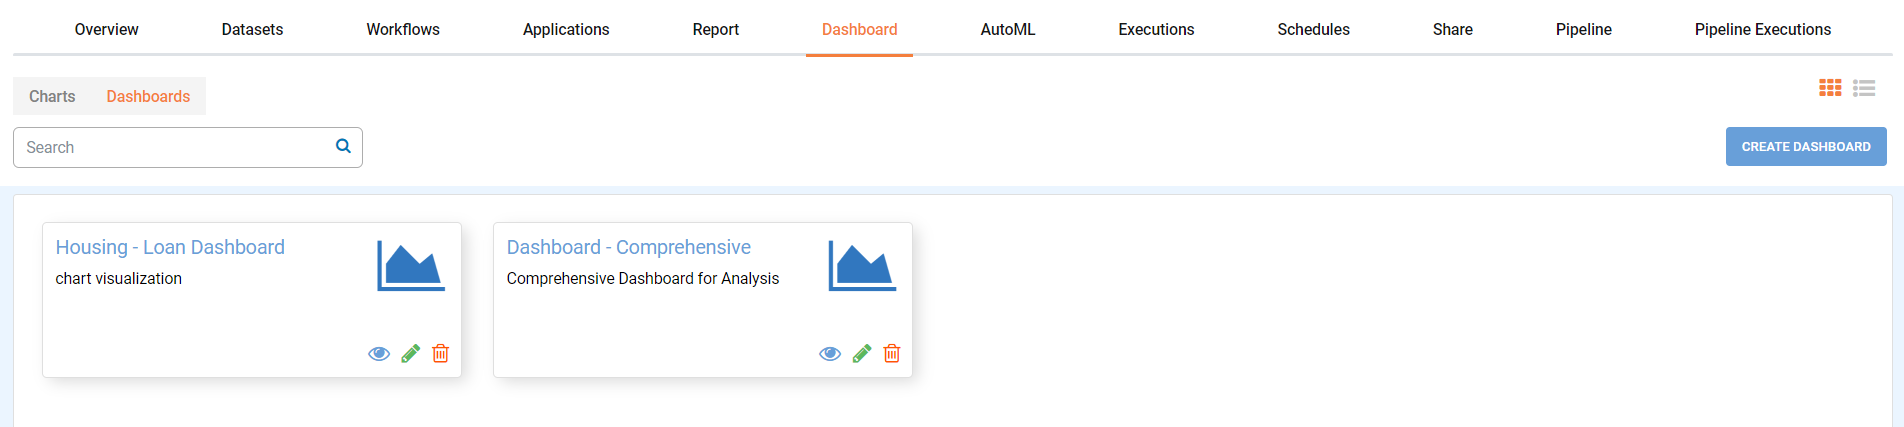 Overview Datasets Workflows Applications Report Dashboard AutoML Executions Schedules Share Pipeline Pipeline Executions
Charts Dashboards
Search
CREATE DASHBOARD
Housing - Loan Dashboard
chart visualization
Dashboard - Comprehensive
Comprehensive Dashboard for Analysis